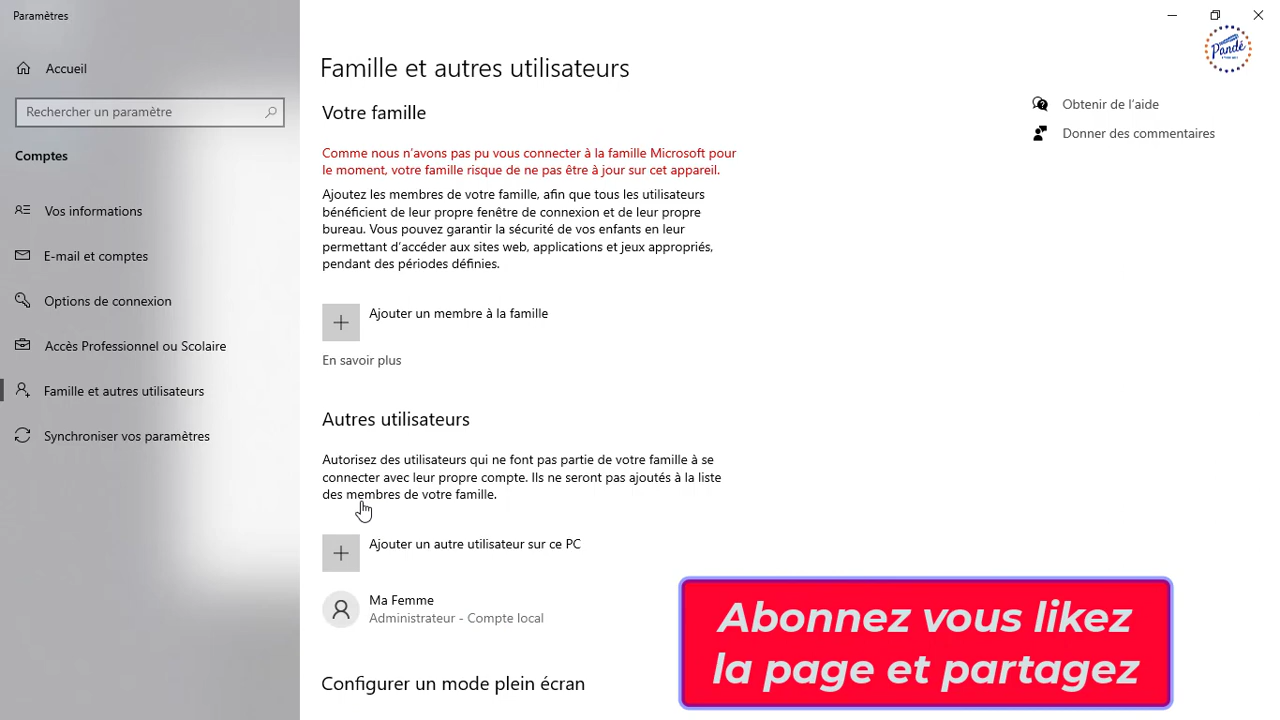 Paramètres
Accueil
Rechercher un paramètre
Comptes
Vos informations
E-mail et comptes
Options de connexion
Accès Professionnel ou Scolaire
Famille et autres utilisateurs
Synchroniser vos paramètres
Famille et autres utilisateurs
Votre famille
Comme nous n'avons pas pu vous connecter à la famille Microsoft pour
le moment, votre famille risque de ne pas être à jour sur cet appareil.
Ajoutez les membres de votre famille, afin que tous les utilisateurs
bénéficient de leur propre fenêtre de connexion et de leur propre
bureau. Vous pouvez garantir la sécurité de vos enfants en leur
permettant d'accéder aux sites web, applications et jeux appropriés,
pendant des périodes définies.
Ajouter un membre à la famille
En savoir plus
Autres utilisateurs
Autorisez des utilisateurs qui ne font pas partie de votre famille à se
connecter avec leur propre compte. Ils ne seront pas ajoutés à la liste
des membres de votre famille.
Ajouter un autre utilisateur sur ce PC
Ma Femme
Administrateur - Compte local
Configurer un mode plein écran
Pandé
Obtenir de l'aide
Donner des commentaires
Abonnez vous likez
la page et partagez